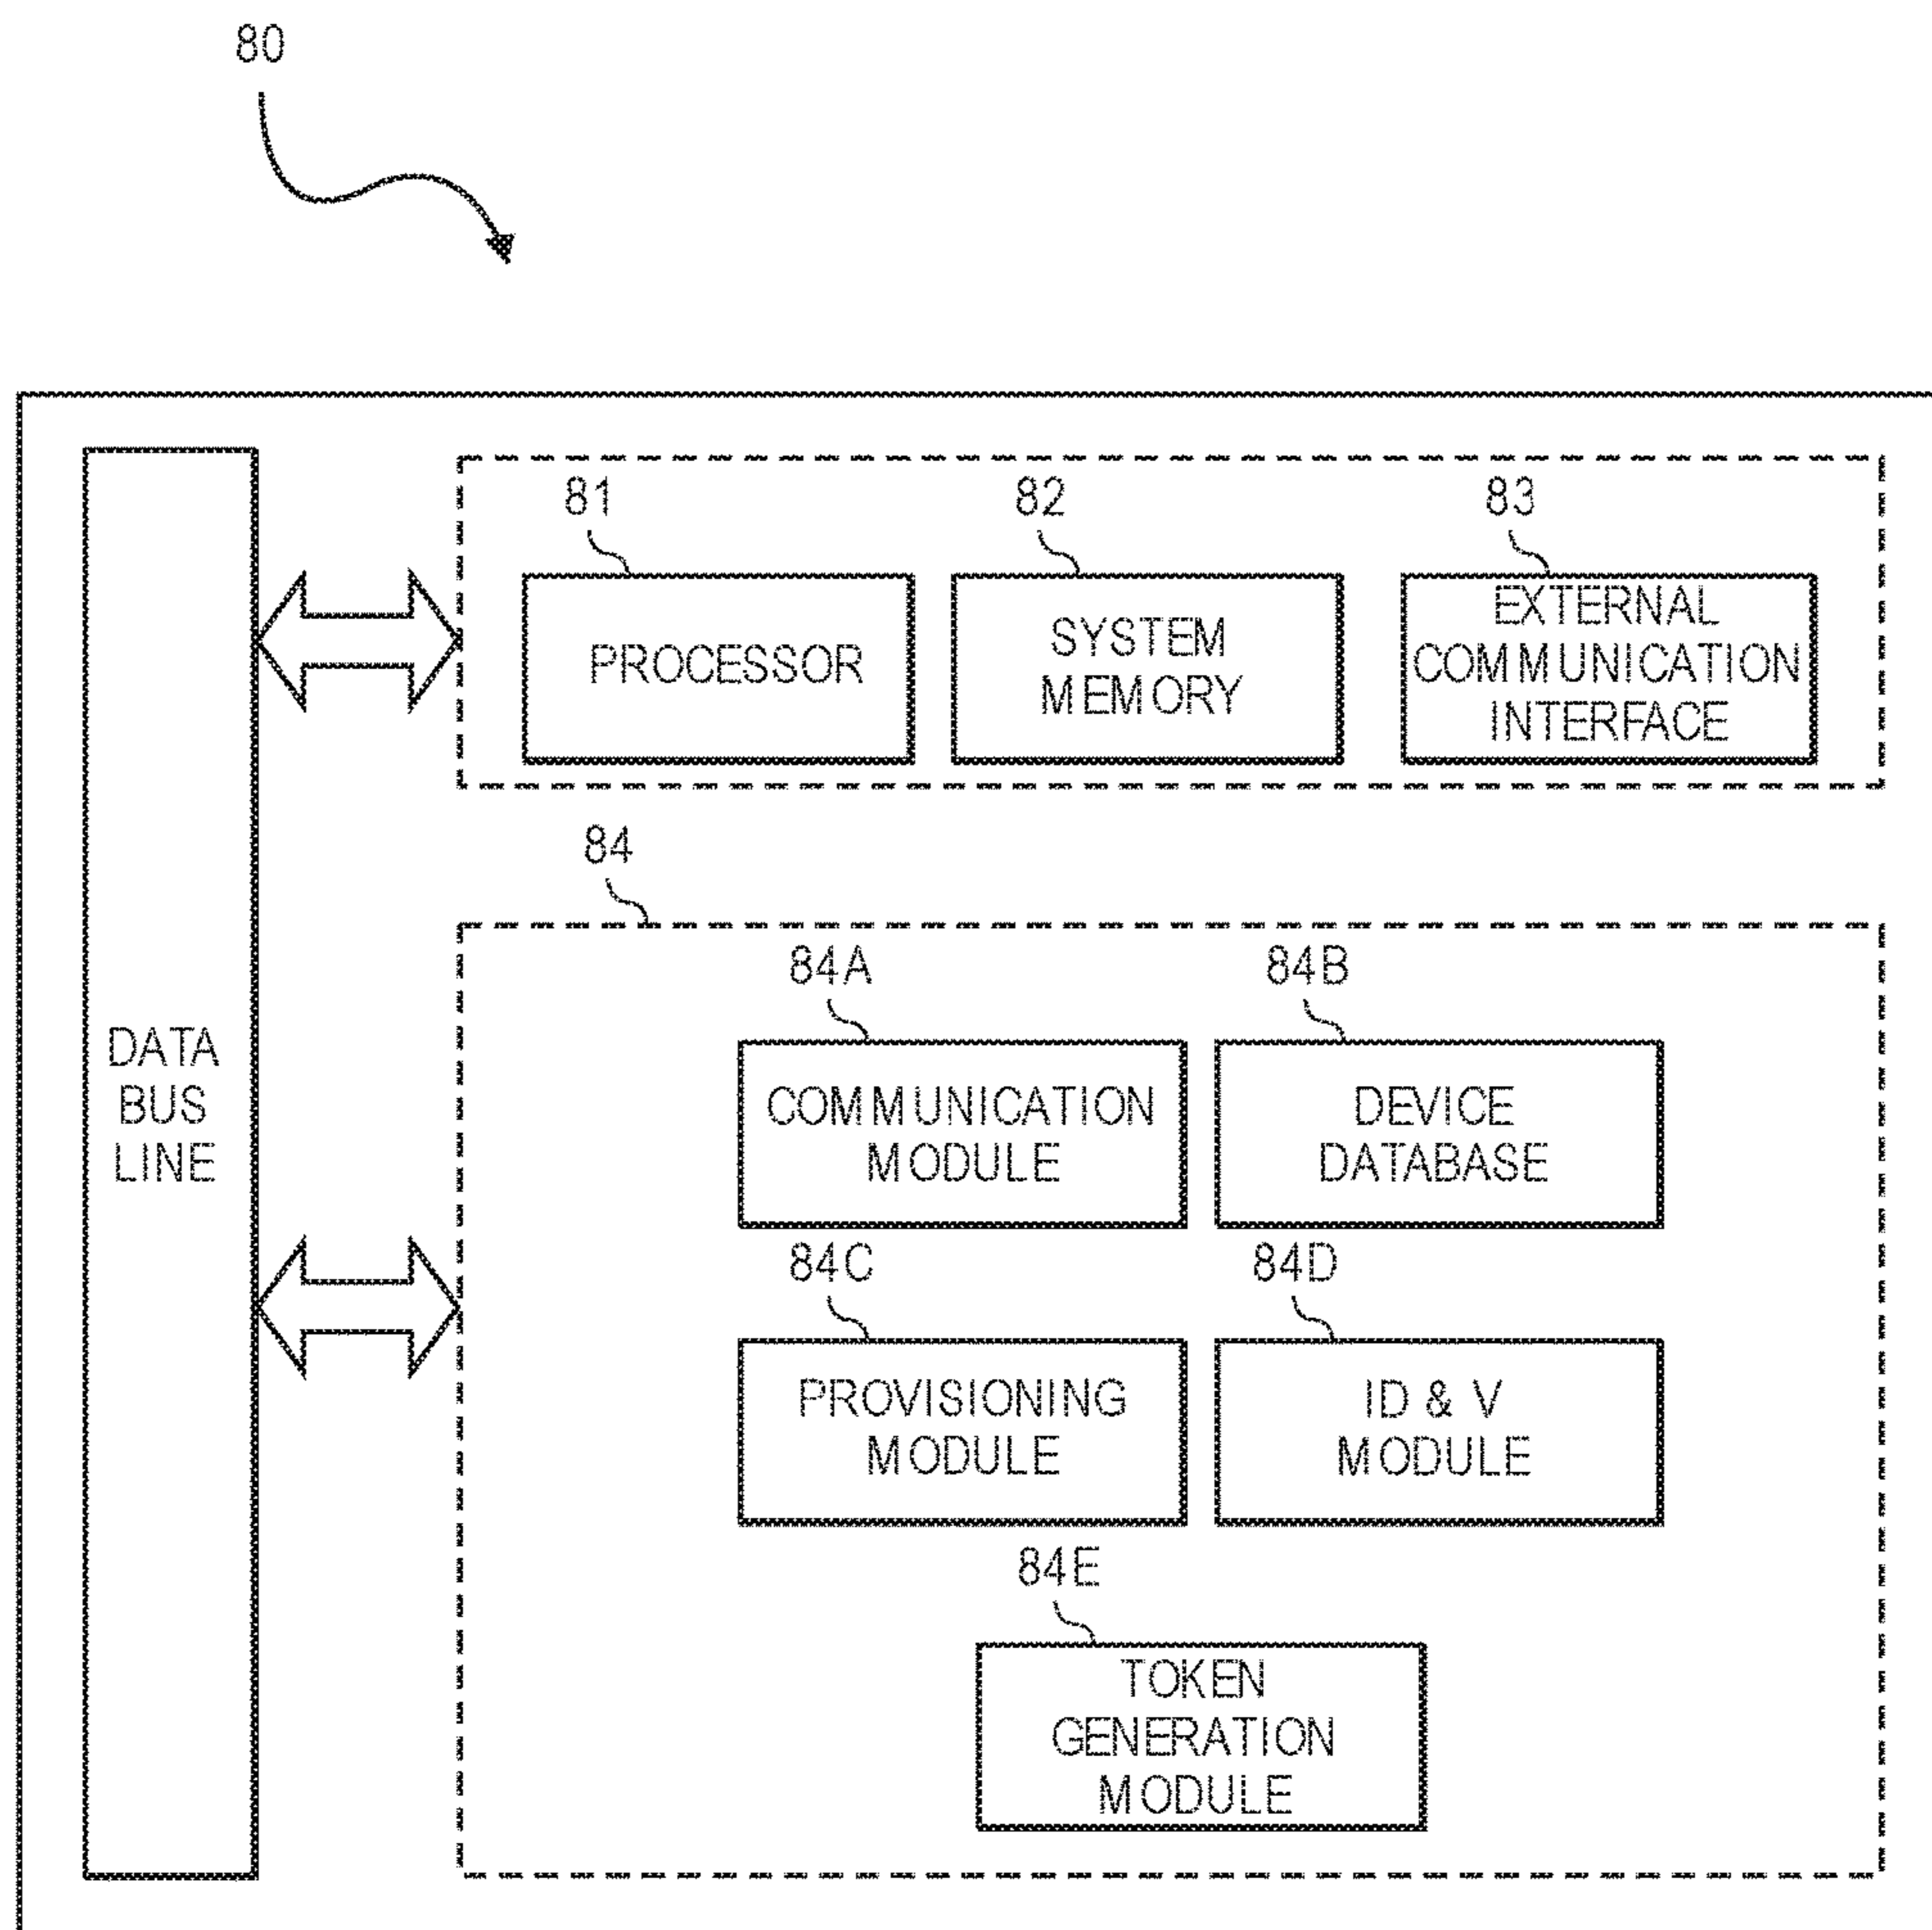 80
81
82
83
PROCESSOR
SYSTEM
MEMORY
EXTERNAL
COMMUNICATION
INTERFACE
DATA
BUS
LINE
84
84A
84B
COMMUNICATION
MODULE
DEVICE
DATABASE
84C
84D
PROVISIONING
MODULE
ID & V
MODULE
84E
TOKEN
GENERATION
MODULE